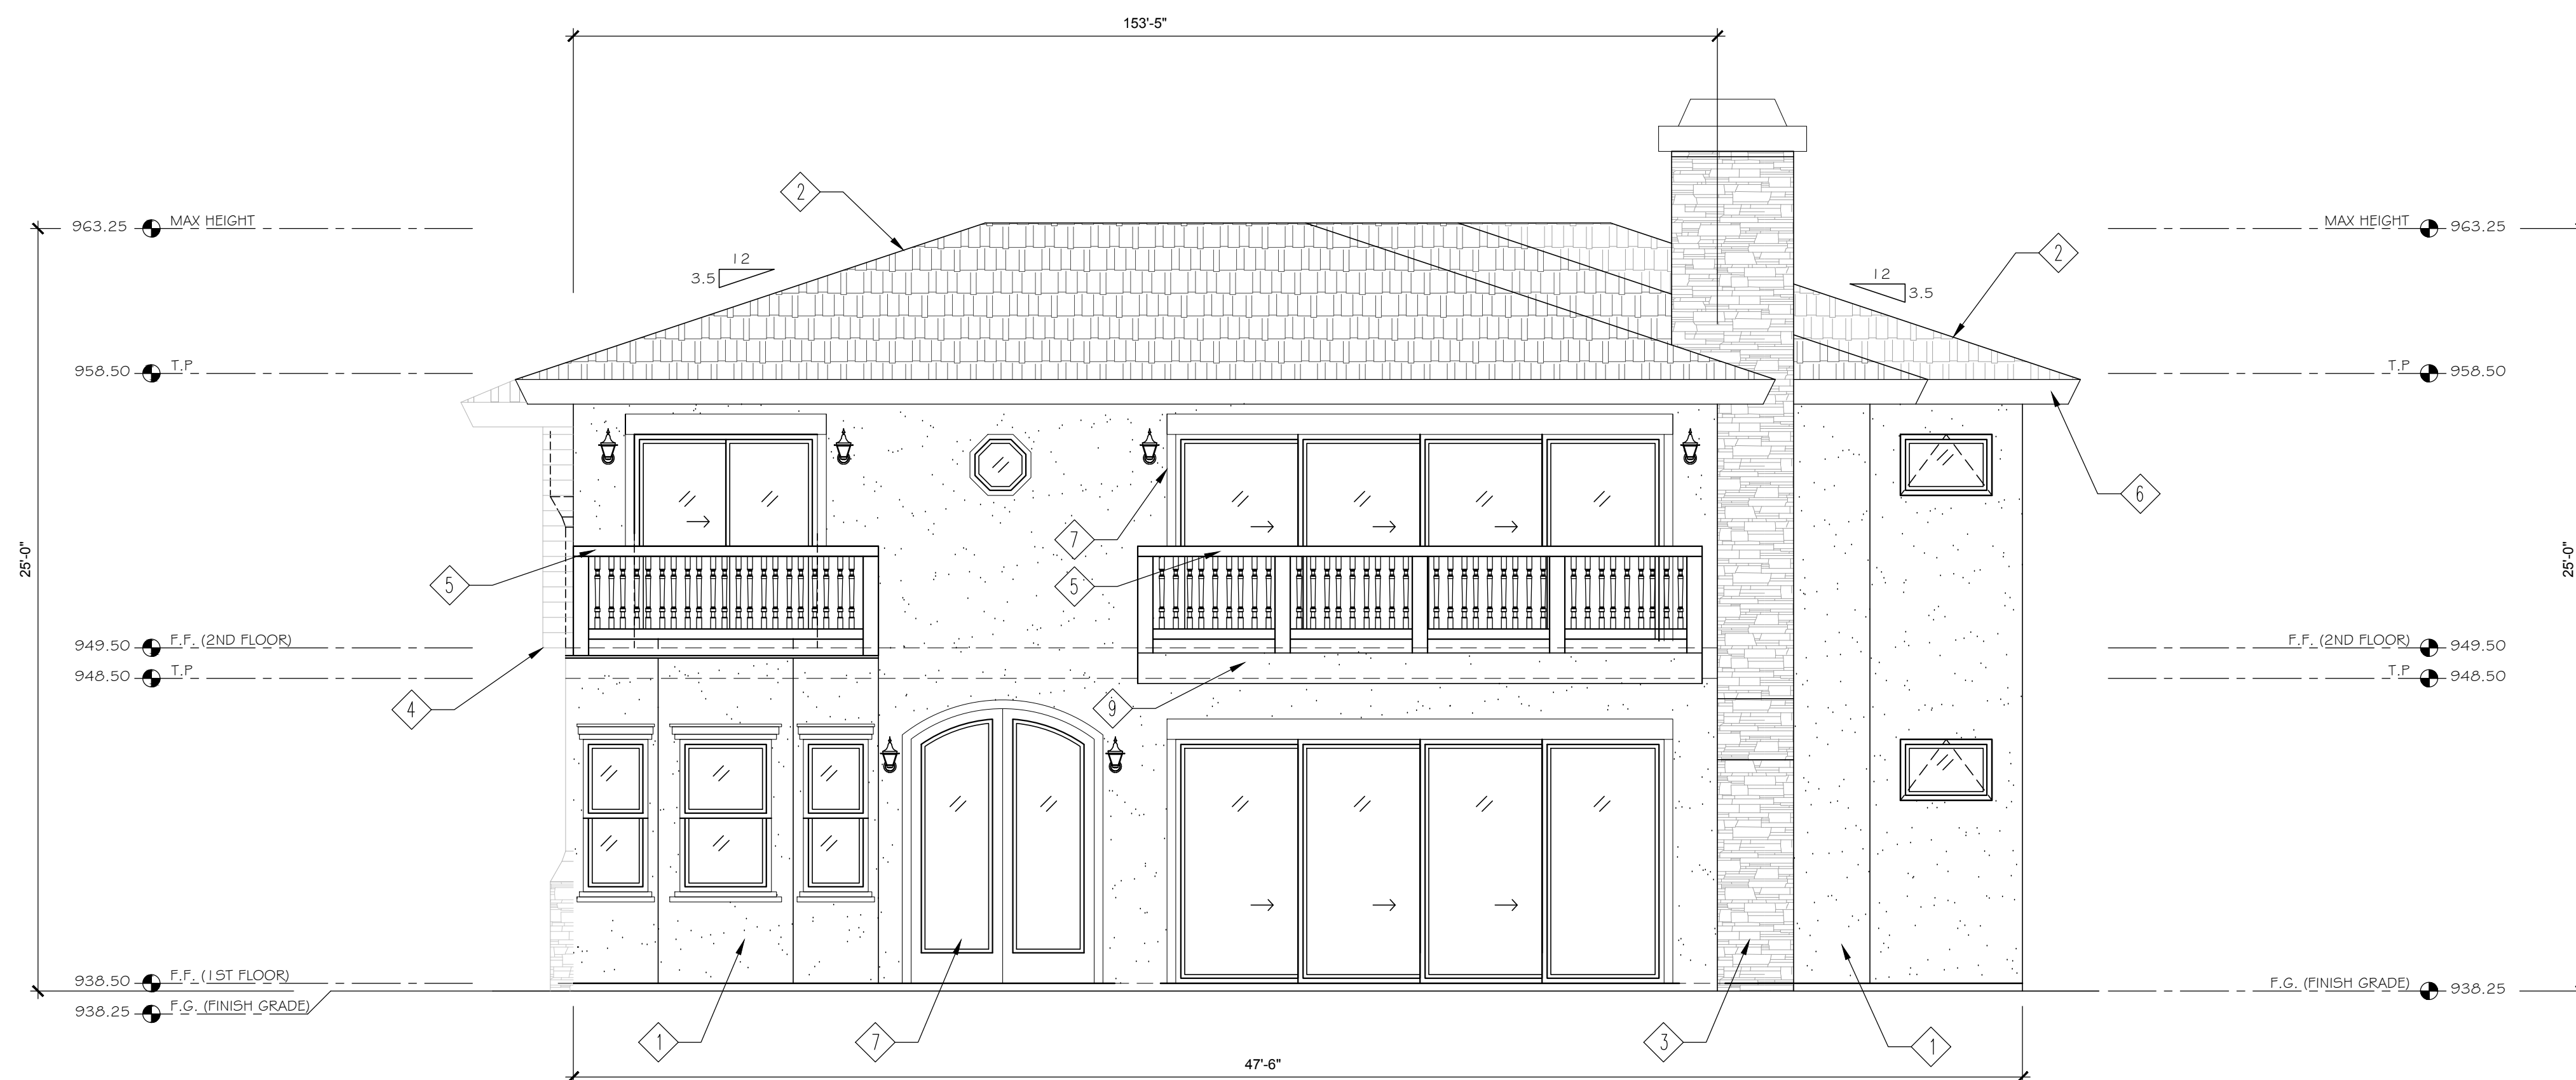 153'-5"
2
963.25 MAX HEIGHT
MAX HEIGHT 963.25
2
12
3.5
12
3.5
958.50 T.P
T.P 958.50
6
7
25'-0"
25'-0"
5
5
949.50 F.F. (2ND FLOOR)
F.F. (2ND FLOOR) 949.50
948.50 T.P
T.P 948.50
4
9
938.50 F.F. (1ST FLOOR)
F.G. (FINISH GRADE) 938.25
938.25 F.G. (FINISH GRADE)
1
7
3
1
47'-6"